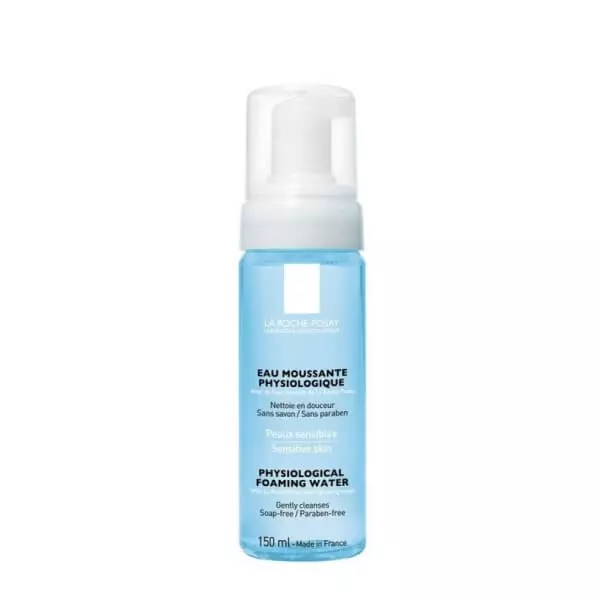 LA ROCHE-POSAY
EAU MOUSSANTE
PHYSIOLOGIQUE
Nettoie en douceur
Sans savon / Sans paraben
Peaux sensibles
Sensitive skin
PHYSIOLOGICAL
FOAMING WATER
Gently cleanses
Soap-free / Paraben-free
150 ml - Made in France